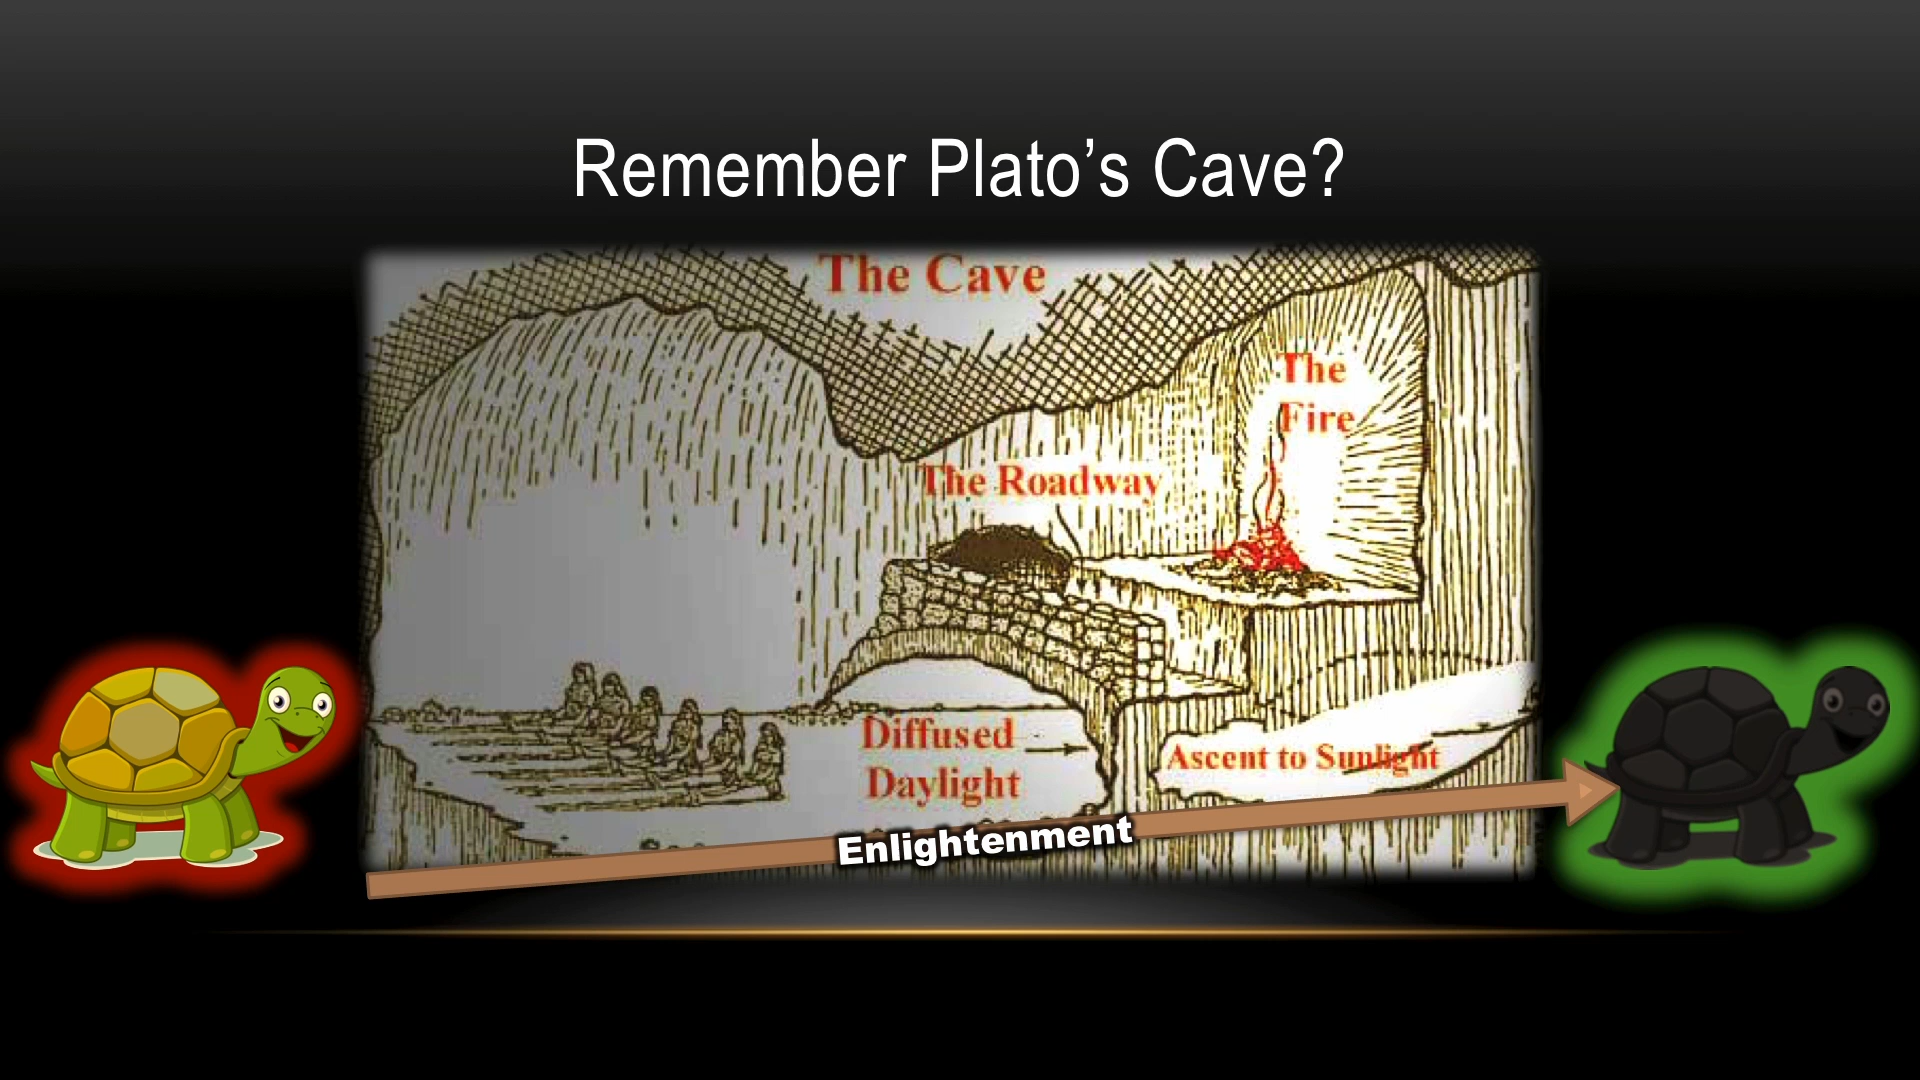 Remember Plato’s Cave?
The Cave
The
Fire
The Roadway
Diffused
Daylight
Ascent to Sunlight
Enlightenment